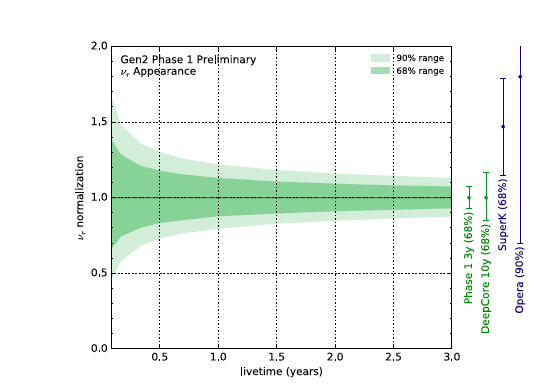 Gen2 Phase 1 Preliminary
ντ Appearance
90% range
68% range
2.0
1.5
1.0
0.5
0.0
ντ normalization
0.5
1.0
1.5
2.0
2.5
3.0
livetime (years)
Phase 1 3y (68%)
DeepCore 10y (68%)
SuperK (68%)
Opera (90%)